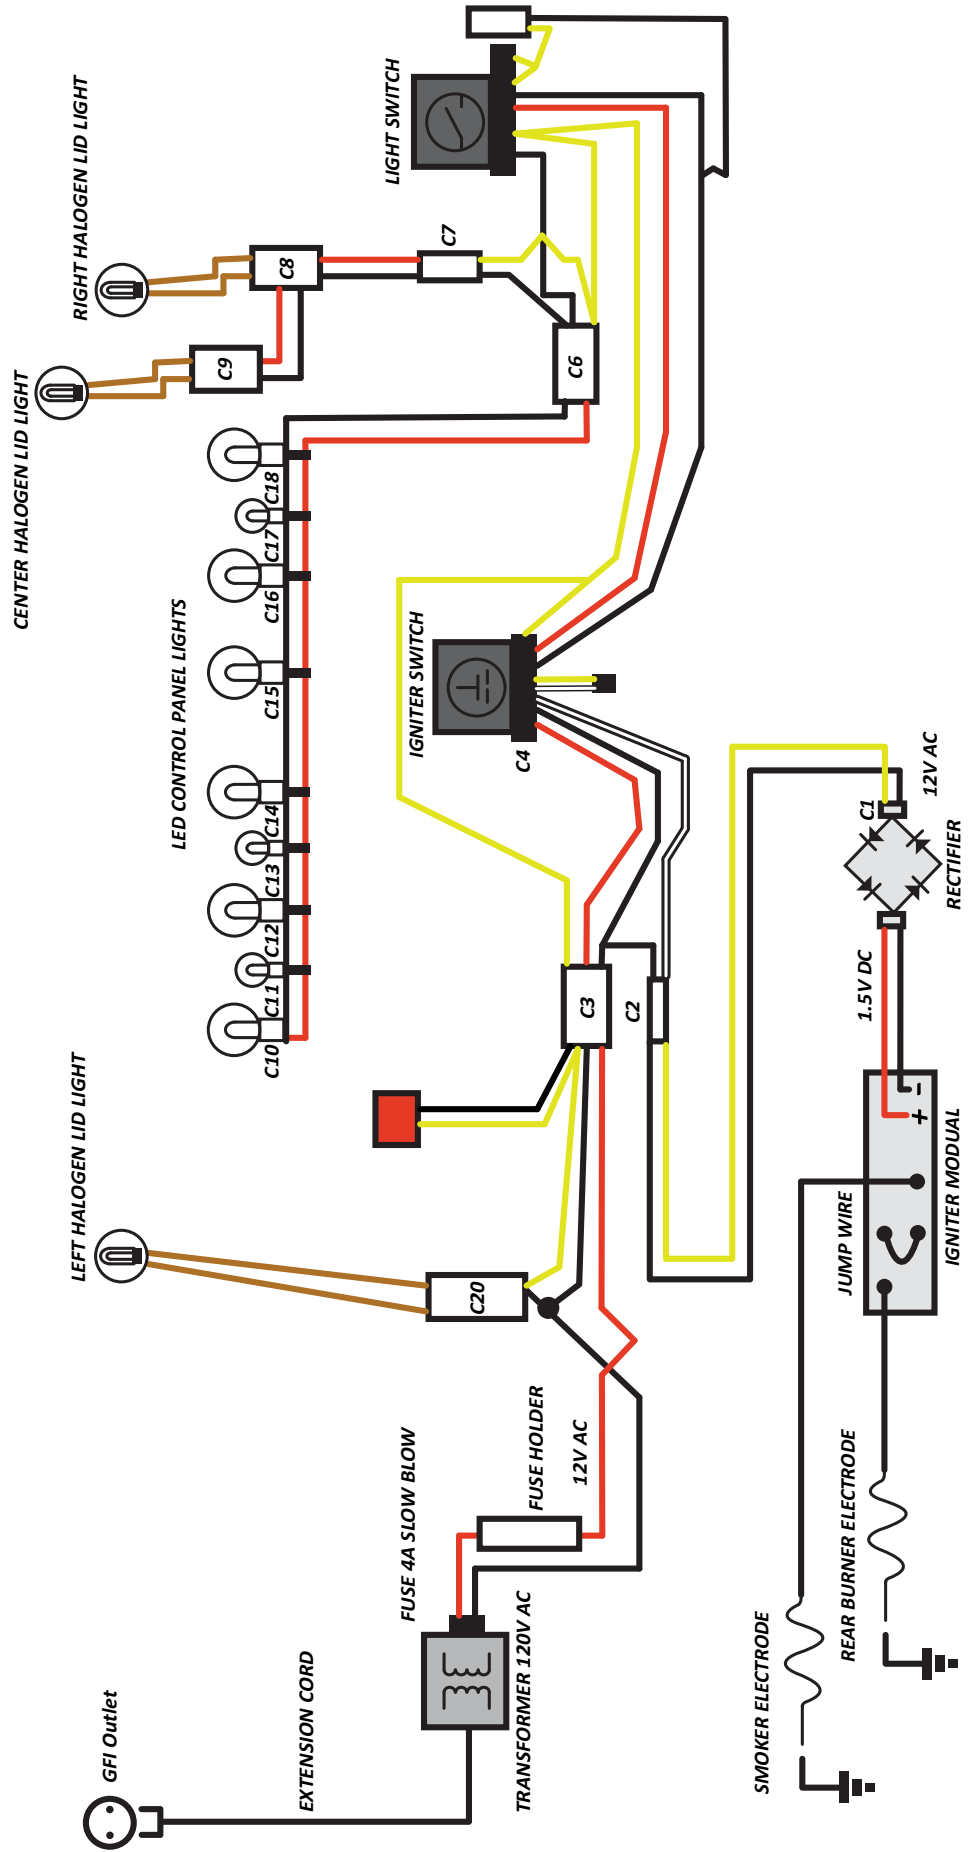 GFI Outlet
EXTENSION CORD
TRANSFORMER 120V AC
FUSE 4A SLOW BLOW
FUSE HOLDER
12V AC
LEFT HALOGEN LID LIGHT
C20
C3
C2
LED CONTROL PANEL LIGHTS
C10
C11
C12
C13
C14
C15
C16
C17
C18
CENTER HALOGEN LID LIGHT
C9
RIGHT HALOGEN LID LIGHT
C8
C7
C6
LIGHT SWITCH
IGNITER SWITCH
C4
C1
12V AC
RECTIFIER
1.5V DC
+
-
IGNITER MODUAL
JUMP WIRE
REAR BURNER ELECTRODE
SMOKER ELECTRODE